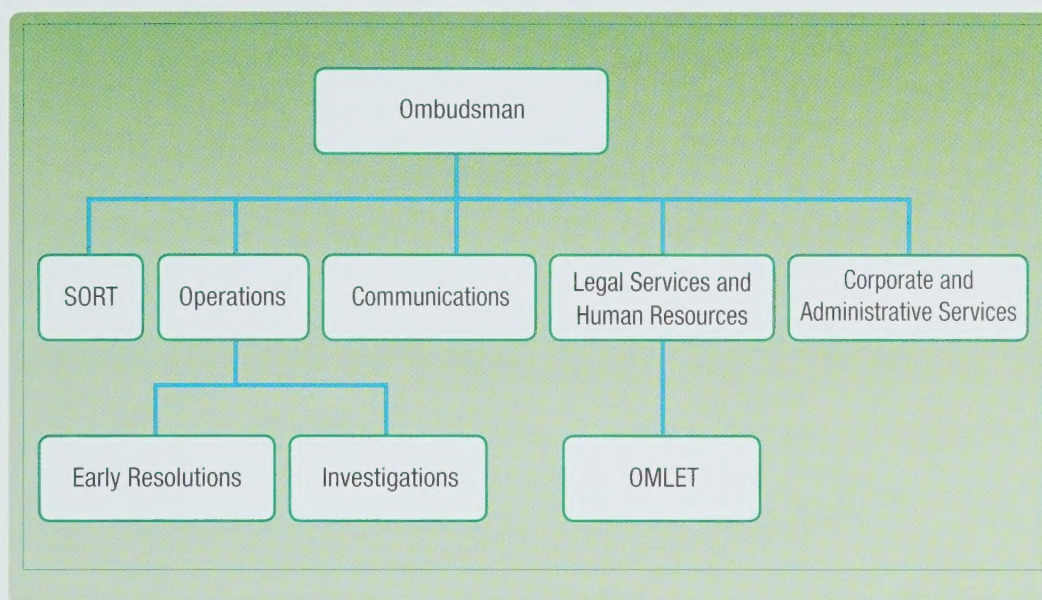 Ombudsman
SORT
Operations
Communications
Legal Services and
Human Resources
Corporate and
Administrative Services
Early Resolutions
Investigations
OMLET